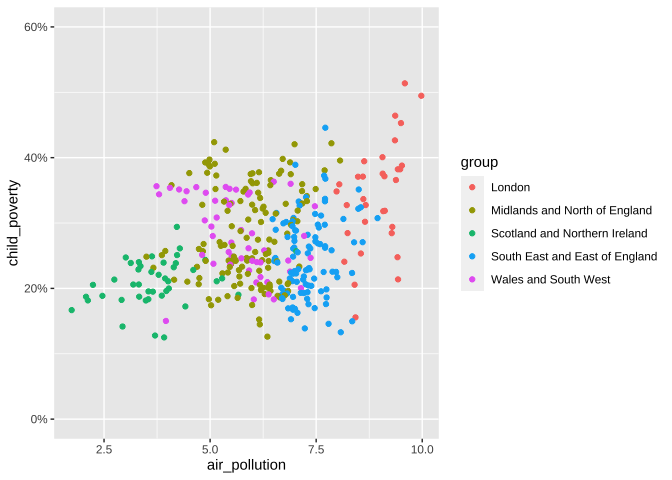 60%
40%
20%
0%
child_poverty
2.5
5.0
7.5
10.0
air_pollution
group
London
Midlands and North of England
Scotland and Northern Ireland
South East and East of England
Wales and South West